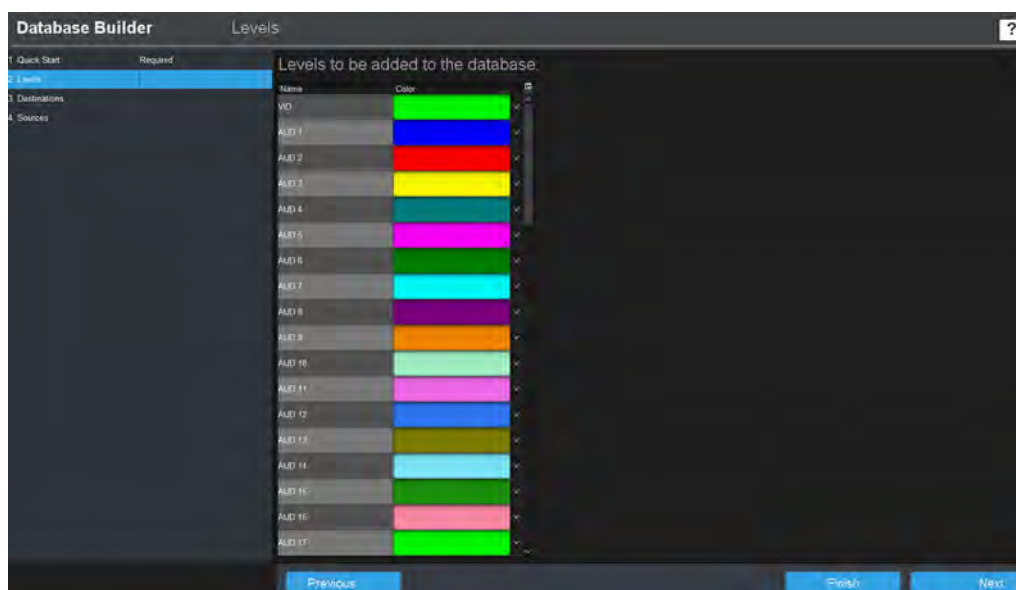 Database Builder Levels
?
1 Quick Start Required
2 Levels
3 Destinations
4 Sources
Levels to be added to the database
Name Color
VID
AUD 1
AUD 2
AUD 3
AUD 4
AUD 5
AUD 6
AUD 7
AUD 8
AUD 9
AUD 10
AUD 11
AUD 12
AUD 13
AUD 14
AUD 15
AUD 16
AUD 17
Previous Finish Next